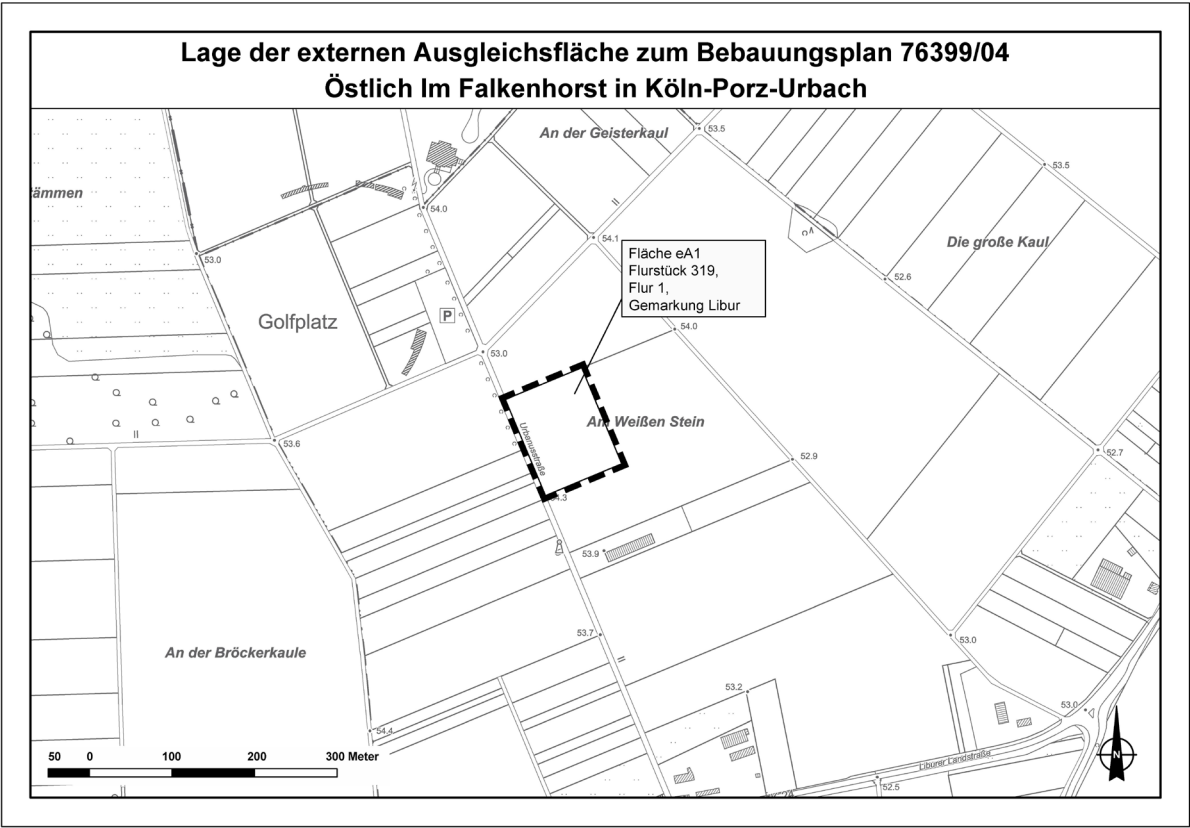 Lage der externen Ausgleichsfläche zum Bebauungsplan 76399/04
Östlich Im Falkenhorst in Köln-Porz-Urbach
An der Geisterkaul
53.5
53.5
ämmen
54.0
54.1
Die große Kaul
53.0
Fläche eA1
Flurstück 319,
Flur 1,
Gemarkung Libur
52.6
Golfplatz
P
54.0
53.0
Am Weißen Stein
Urbanusstraße
53.6
52.9
52.7
53.9
53.7
53.0
An der Bröckerkaule
53.2
53.0
54.4
50 0 100 200 300 Meter
Liburer Landstraße
N
52.5